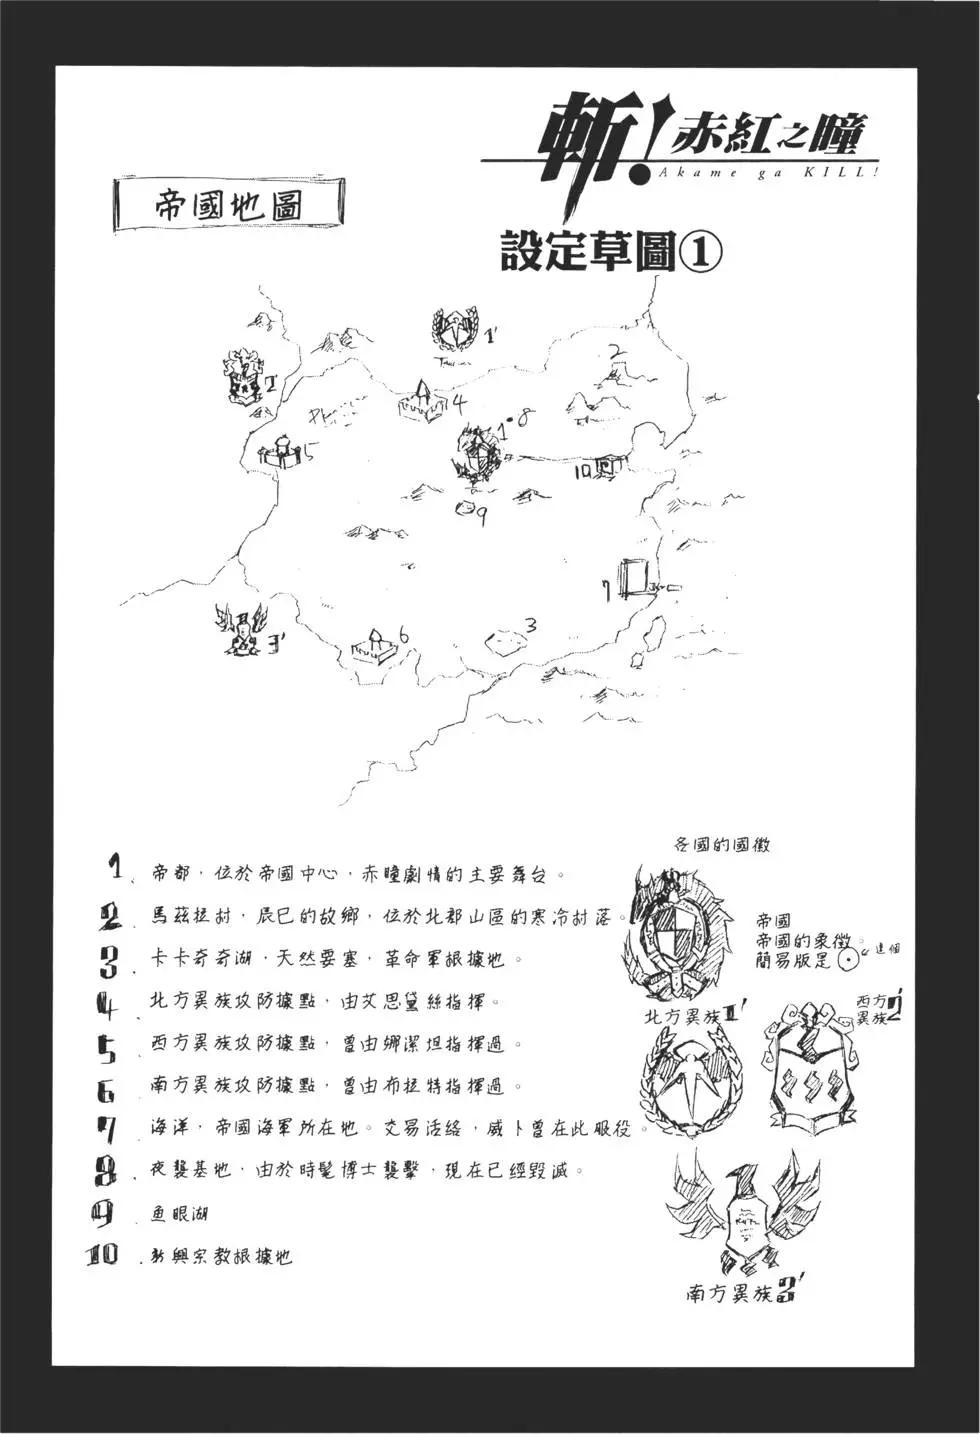 斬!赤紅之瞳
Akame ga KILL!
帝國地圖
設定草圖①
1'
2
1'
4
1
8
5
10
9
7
3'
6
3
各國的國徽
1、帝都,位於帝國中心,赤瞳劇情的主要舞台。
2、馬茲拉村,辰巳的故鄉,位於北郡山區的寒冷村落。
3、卡卡奇奇湖,天然要塞,革命軍根據地。
4、北方異族攻防據點,由艾思黛絲指揮。
5、西方異族攻防據點,曾由娜潔坦指揮過。
6、南方異族攻防據點,曾由布拉特指揮過。
7、海洋,帝國海軍所在地。交易活絡,威卜曾在此服役。
8、夜襲基地,由於時髦博士襲擊,現在已經毀滅。
9、魚眼湖
10、新興宗教根據地
帝國
帝國的象徵。
簡易版是
這個
北方異族1'
西方
異族2'
南方異族3'